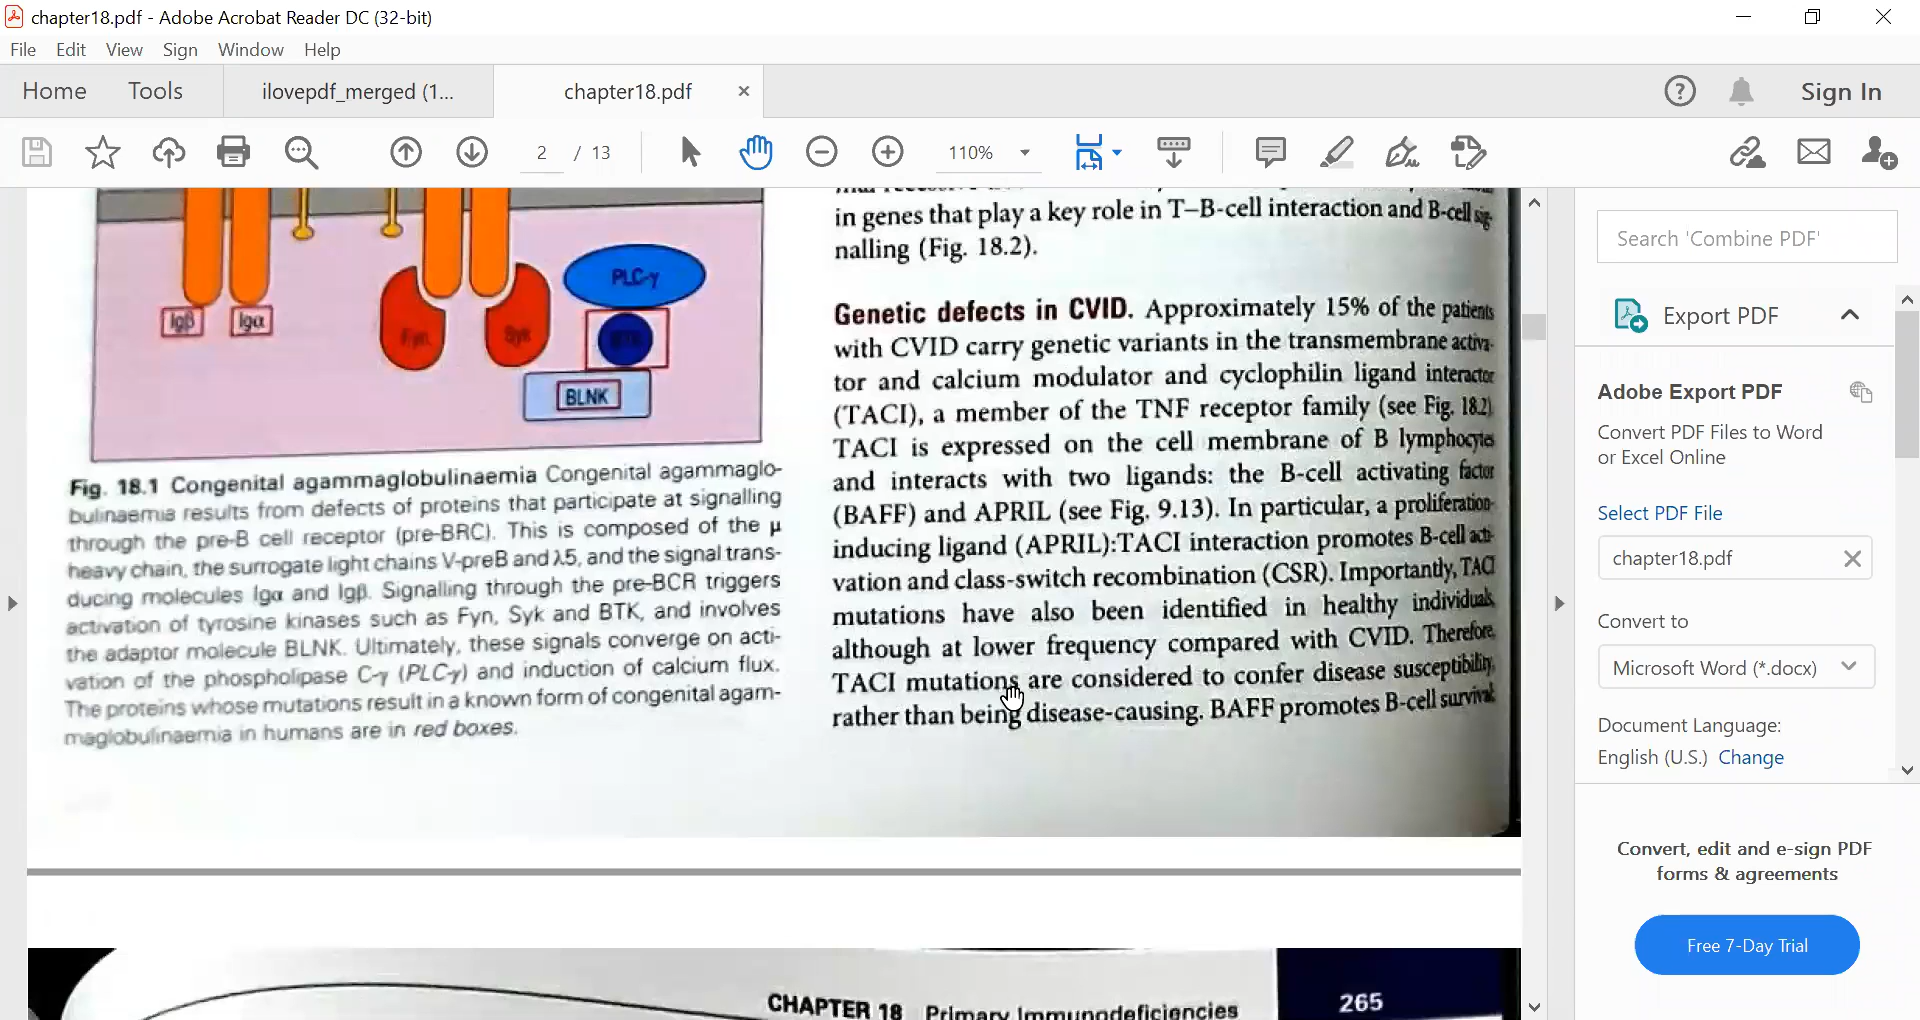 chapter18.pdf - Adobe Acrobat Reader DC (32-bit)
File Edit View Sign Window Help
Home Tools ilovepdf_merged (1... chapter18.pdf Sign In
2 / 13 110%
in genes that play a key role in T–B-cell interaction and B-cell sig-
nalling (Fig. 18.2).
PLC-γ
Igβ Igα
Fyn Syk
BLNK
Fig. 18.1 Congenital agammaglobulinaemia Congenital agammaglo-
bulinaemia results from defects of proteins that participate at signalling
through the pre-B cell receptor (pre-BRC). This is composed of the μ
heavy chain, the surrogate light chains V-preB and λ5, and the signal trans-
ducing molecules Igα and Igβ. Signalling through the pre-BCR triggers
activation of tyrosine kinases such as Fyn, Syk and BTK, and involves
the adaptor molecule BLNK. Ultimately, these signals converge on acti-
vation of the phospholipase C-γ (PLC-γ) and induction of calcium flux.
The proteins whose mutations result in a known form of congenital agam-
maglobulinaemia in humans are in red boxes.
Genetic defects in CVID. Approximately 15% of the patients
with CVID carry genetic variants in the transmembrane activa-
tor and calcium modulator and cyclophilin ligand interactor
(TACI), a member of the TNF receptor family (see Fig. 18.2)
TACI is expressed on the cell membrane of B lymphocytes
and interacts with two ligands: the B-cell activating factor
(BAFF) and APRIL (see Fig. 9.13). In particular, a proliferation-
inducing ligand (APRIL):TACI interaction promotes B-cell acti-
vation and class-switch recombination (CSR). Importantly, TACI
mutations have also been identified in healthy individuals,
although at lower frequency compared with CVID. Therefore,
TACI mutations are considered to confer disease susceptibility,
rather than being disease-causing. BAFF promotes B-cell survival
CHAPTER 18 Primary Immunodeficiencies 265
Search 'Combine PDF'
Export PDF
Adobe Export PDF
Convert PDF Files to Word
or Excel Online
Select PDF File
chapter18.pdf
Convert to
Microsoft Word (*.docx)
Document Language:
English (U.S.) Change
Convert, edit and e-sign PDF
forms & agreements
Free 7-Day Trial